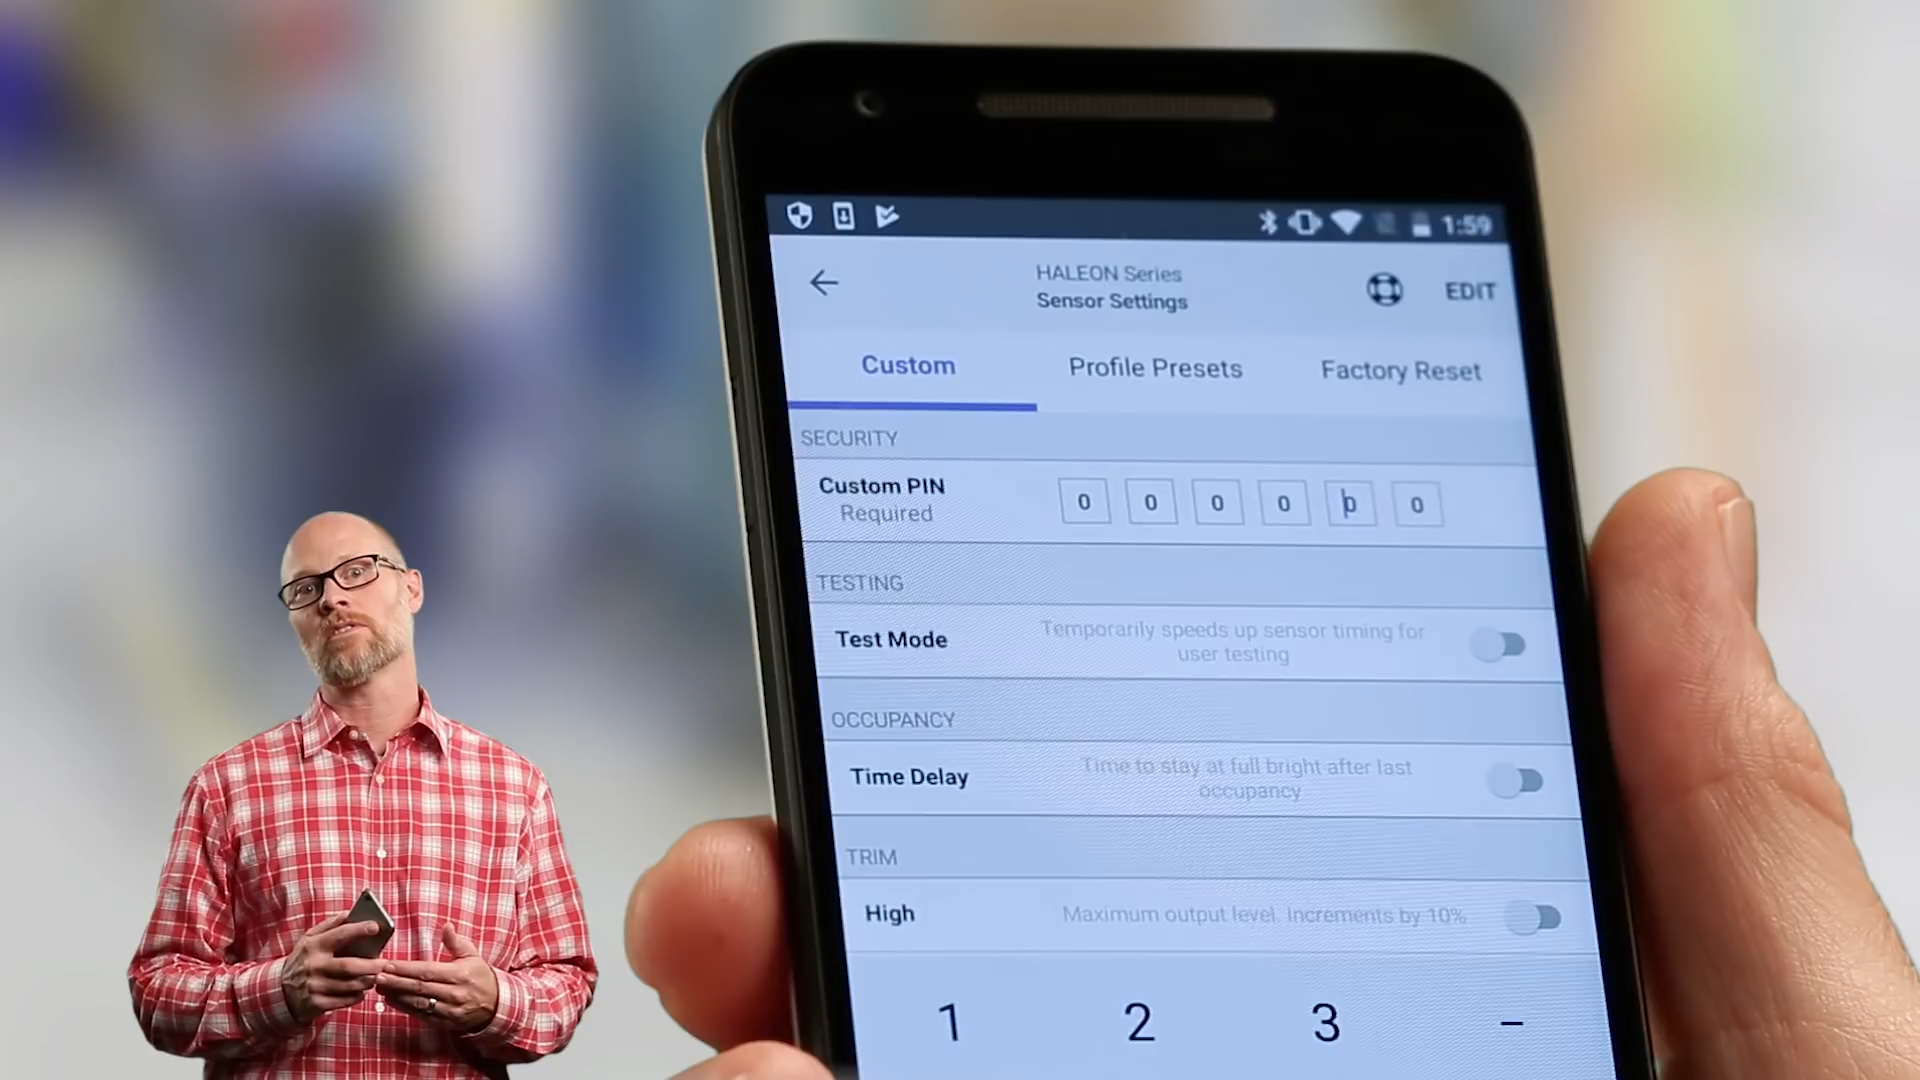 1:59
HALEON Series
Sensor Settings
EDIT
Custom
Profile Presets
Factory Reset
SECURITY
Custom PIN
Required
0 0 0 0 0 0
TESTING
Test Mode
Temporarily speeds up sensor timing for
user testing
OCCUPANCY
Time Delay
Time to stay at full bright after last
occupancy
TRIM
High
Maximum output level. Increments by 10%
1 2 3 –